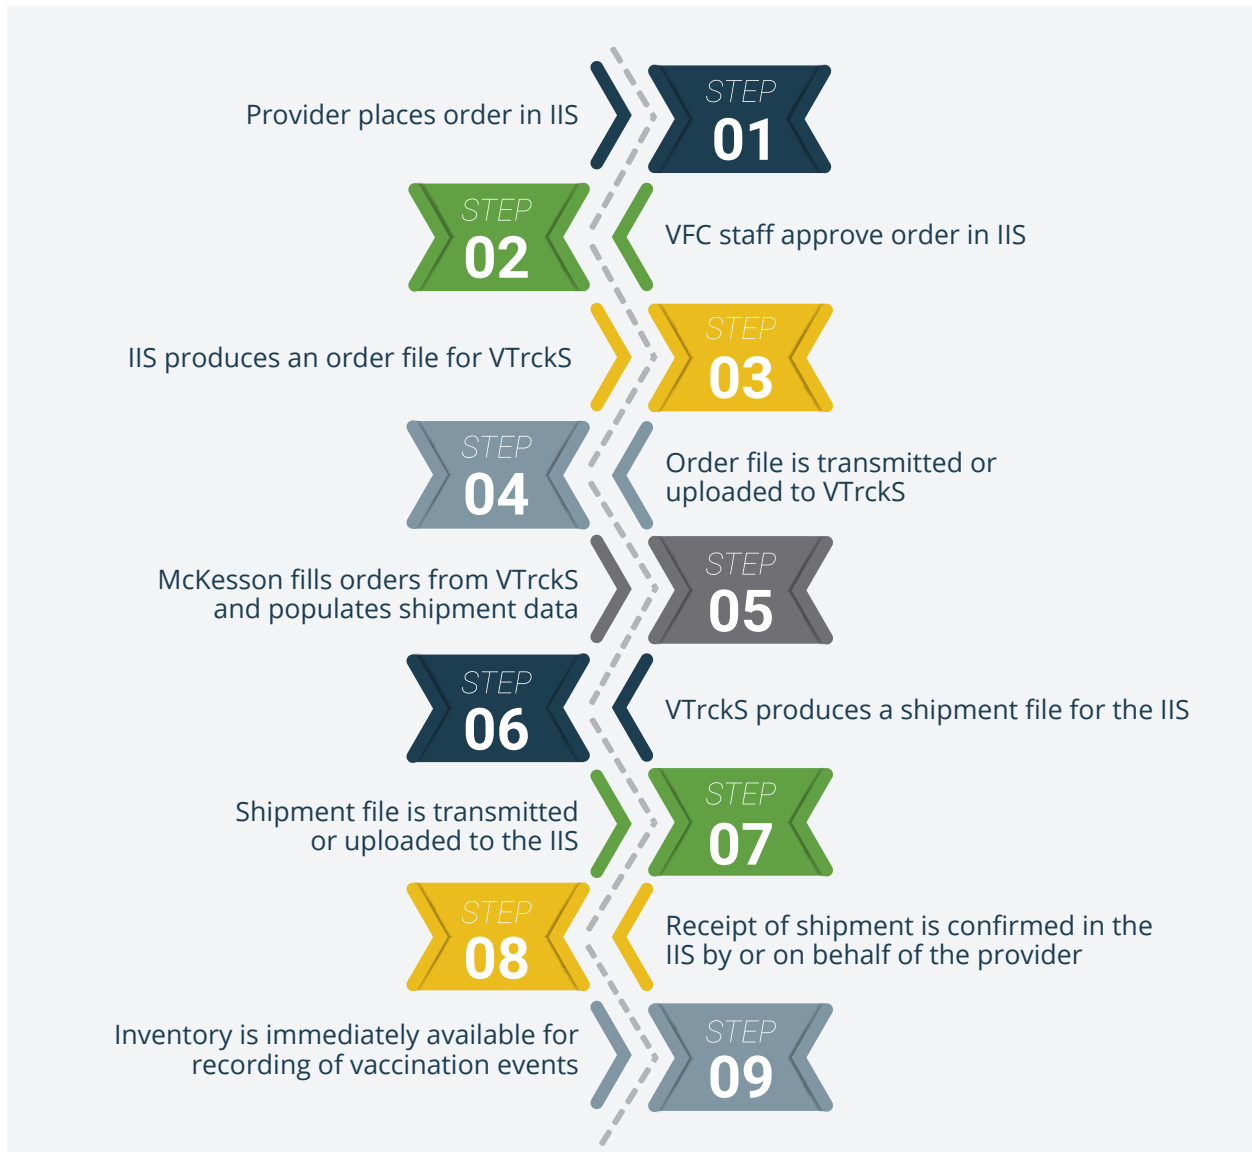 Provider places order in IIS
STEP
01
STEP
02
VFC staff approve order in IIS
IIS produces an order file for VTrckS
STEP
03
STEP
04
Order file is transmitted or
uploaded to VTrckS
McKesson fills orders from VTrckS
and populates shipment data
STEP
05
STEP
06
VTrckS produces a shipment file for the IIS
Shipment file is transmitted
or uploaded to the IIS
STEP
07
STEP
08
Receipt of shipment is confirmed in the
IIS by or on behalf of the provider
Inventory is immediately available for
recording of vaccination events
STEP
09